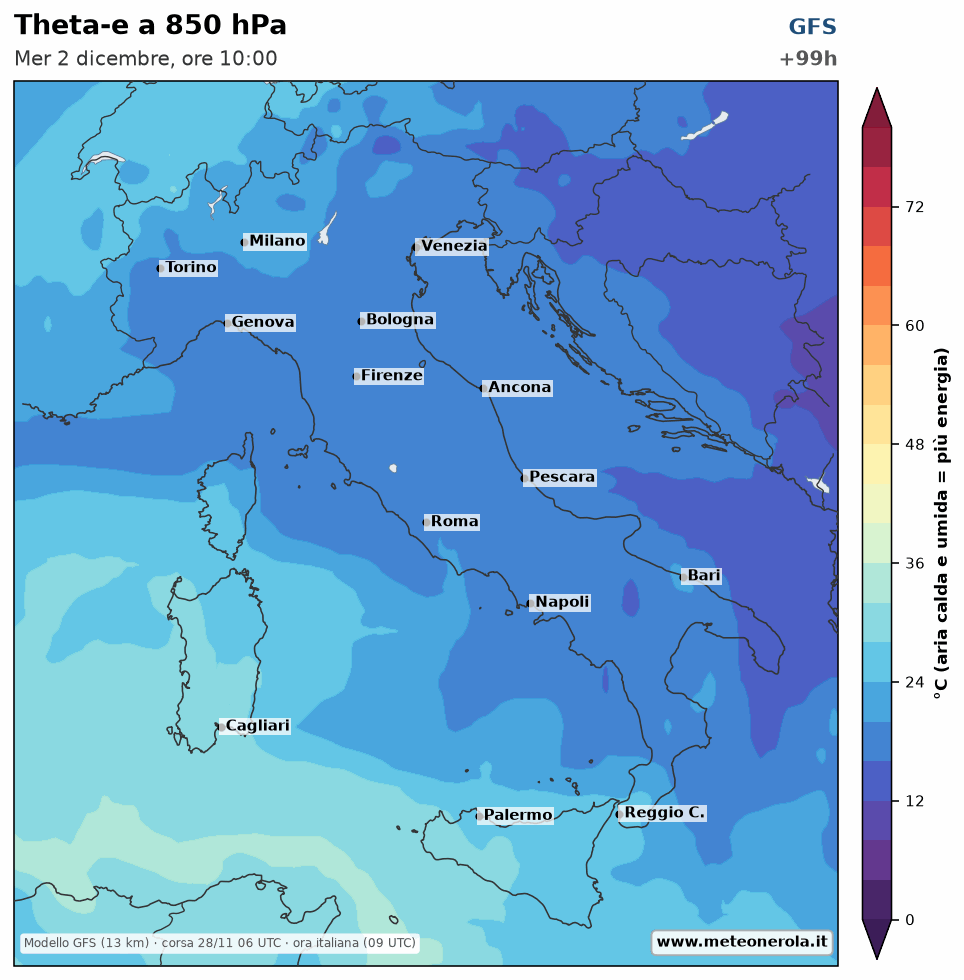 Theta-e a 850 hPa
GFS
Mer 2 dicembre, ore 10:00
+99h
Milano
Venezia
Torino
Genova
Bologna
Firenze
Ancona
Pescara
Roma
Bari
Napoli
Cagliari
Palermo
Reggio C.
72
60
48
36
24
12
0
°C (aria calda e umida = più energia)
Modello GFS (13 km) · corsa 28/11 06 UTC · ora italiana (09 UTC)
www.meteonerola.it